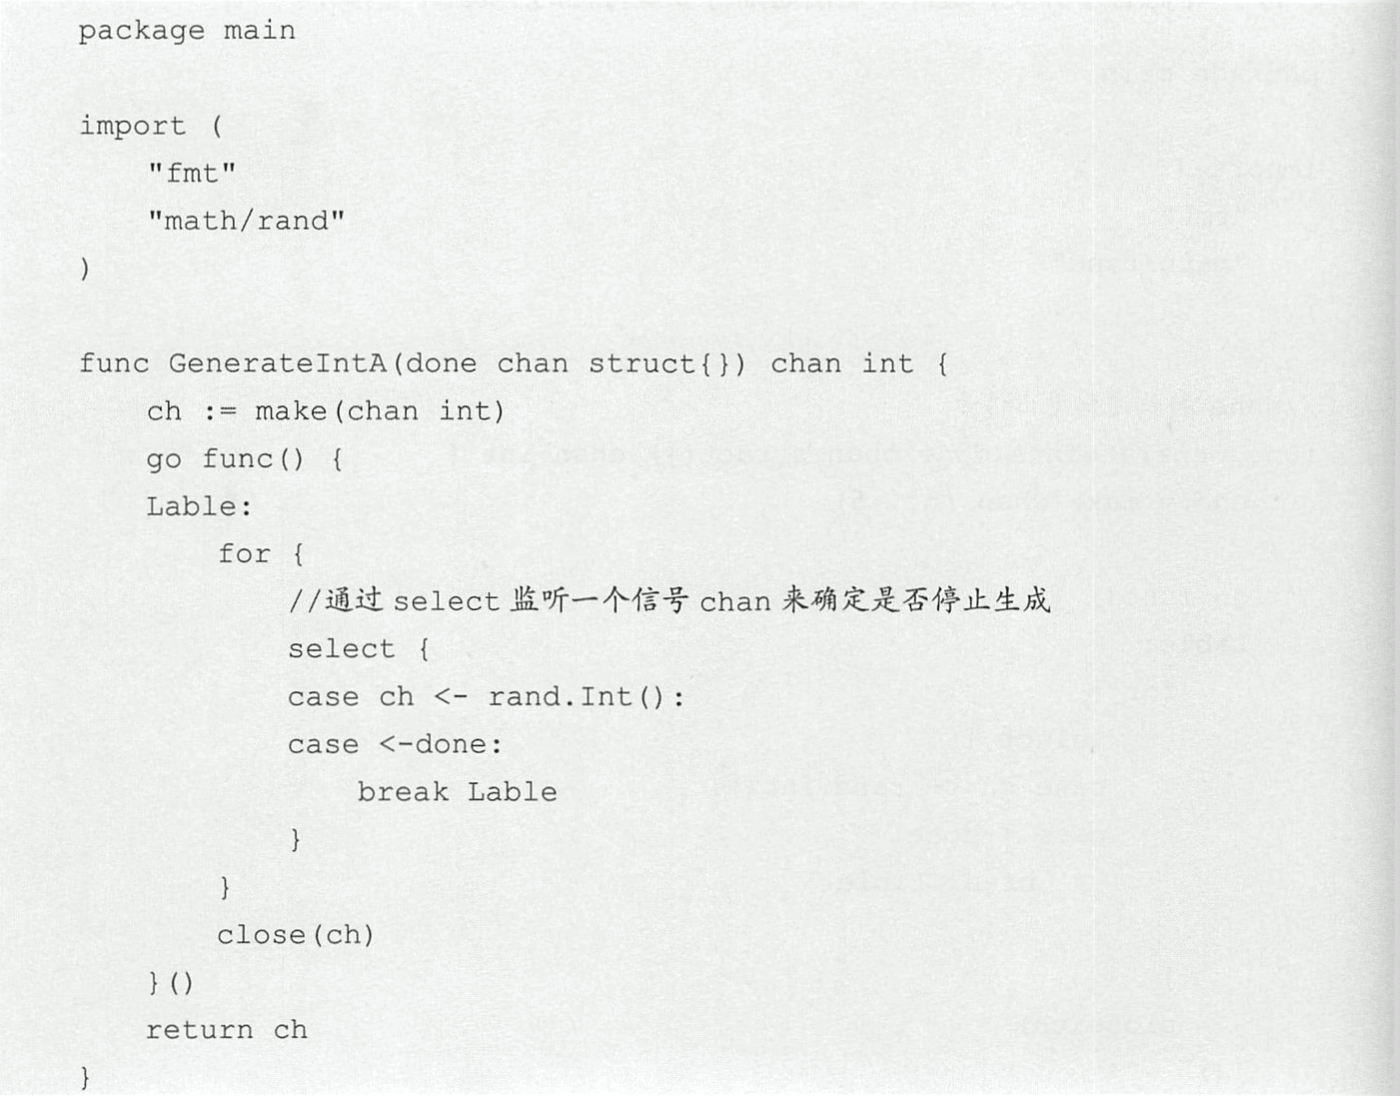 package main

import (
    "fmt"
    "math/rand"
)

func GenerateIntA(done chan struct{}) chan int {
    ch := make(chan int)
    go func() {
    Lable:
        for {
            //通过 select 监听一个信号 chan 来确定是否停止生成
            select {
            case ch <- rand.Int():
            case <-done:
                break Lable
            }
        }
        close(ch)
    }()
    return ch
}